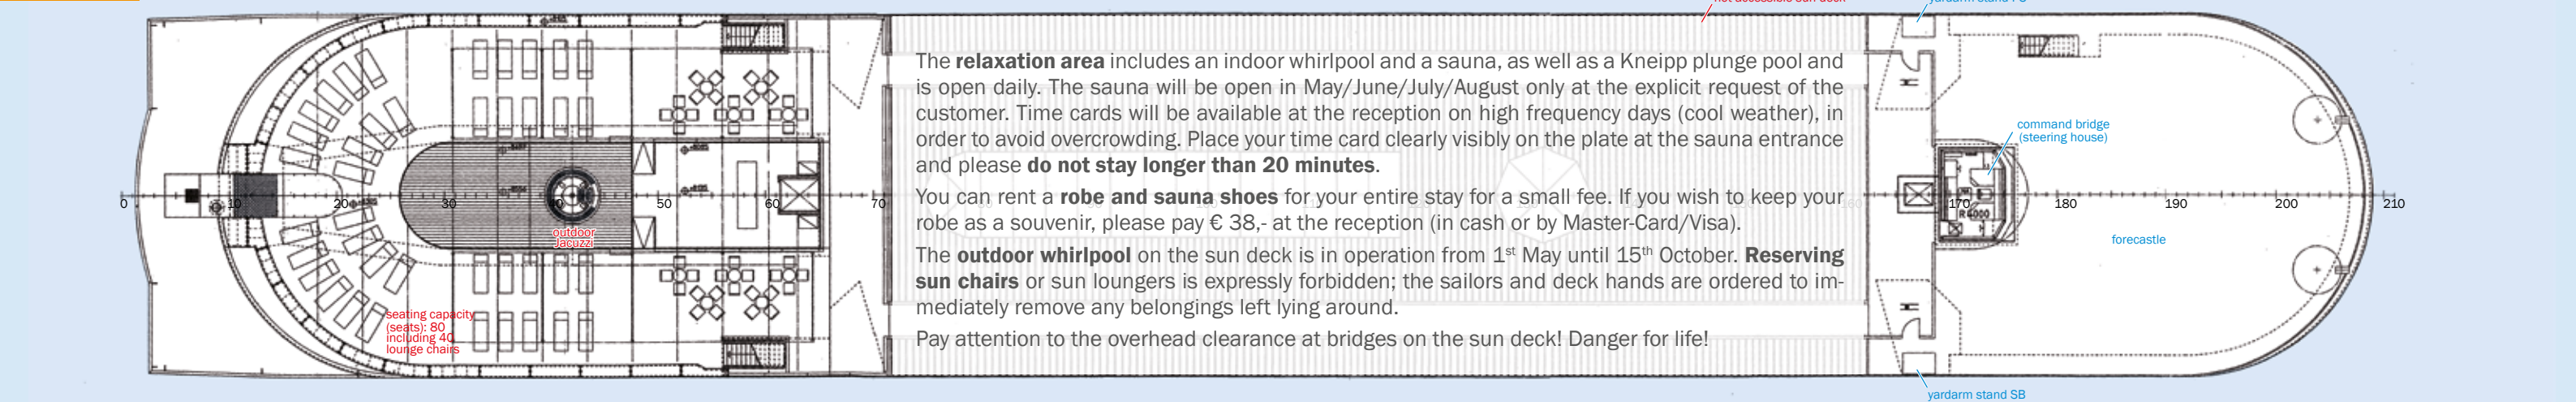 not accessible sun deck
yardarm stand PS
The relaxation area includes an indoor whirlpool and a sauna, as well as a Kneipp plunge pool and
is open daily. The sauna will be open in May/June/July/August only at the explicit request of the
customer. Time cards will be available at the reception on high frequency days (cool weather), in
order to avoid overcrowding. Place your time card clearly visibly on the plate at the sauna entrance
and please do not stay longer than 20 minutes.
You can rent a robe and sauna shoes for your entire stay for a small fee. If you wish to keep your
robe as a souvenir, please pay € 38,- at the reception (in cash or by Master-Card/Visa).
The outdoor whirlpool on the sun deck is in operation from 1st May until 15th October. Reserving
sun chairs or sun loungers is expressly forbidden; the sailors and deck hands are ordered to im-
mediately remove any belongings left lying around.
Pay attention to the overhead clearance at bridges on the sun deck! Danger for life!
command bridge
(steering house)
0 10 20 30 40 50 60 70 160 170 180 190 200 210
outdoor
Jacuzzi
forecastle
seating capacity
(seats): 80
including 40
lounge chairs
yardarm stand SB